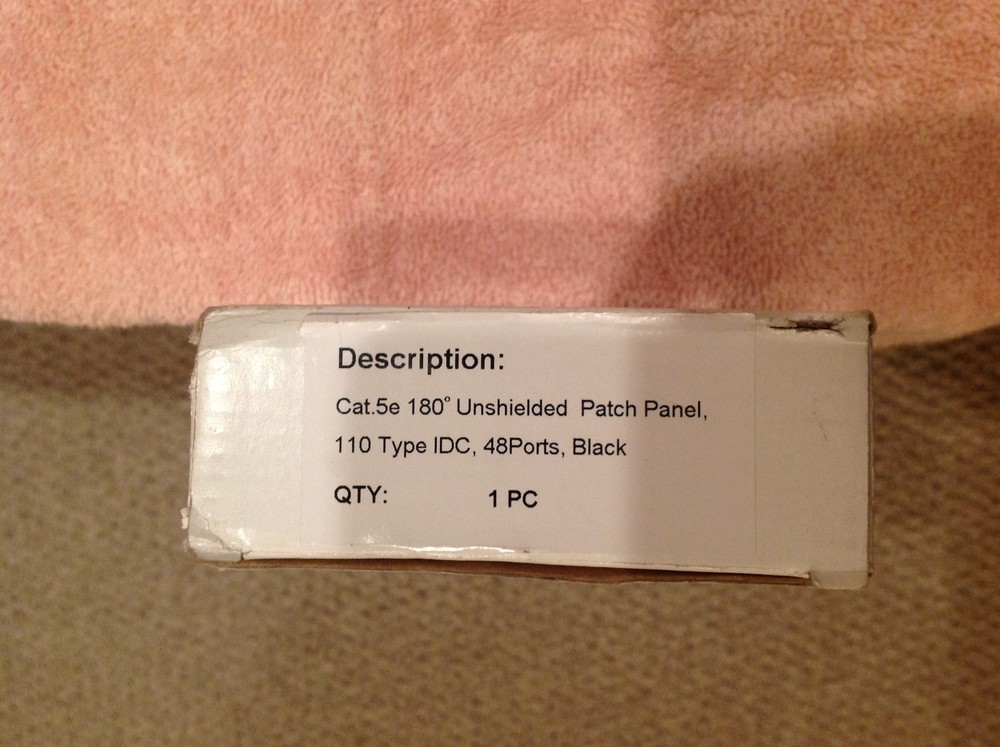 Description:
Cat.5e 180° Unshielded Patch Panel,
110 Type IDC, 48Ports, Black
QTY: 1 PC